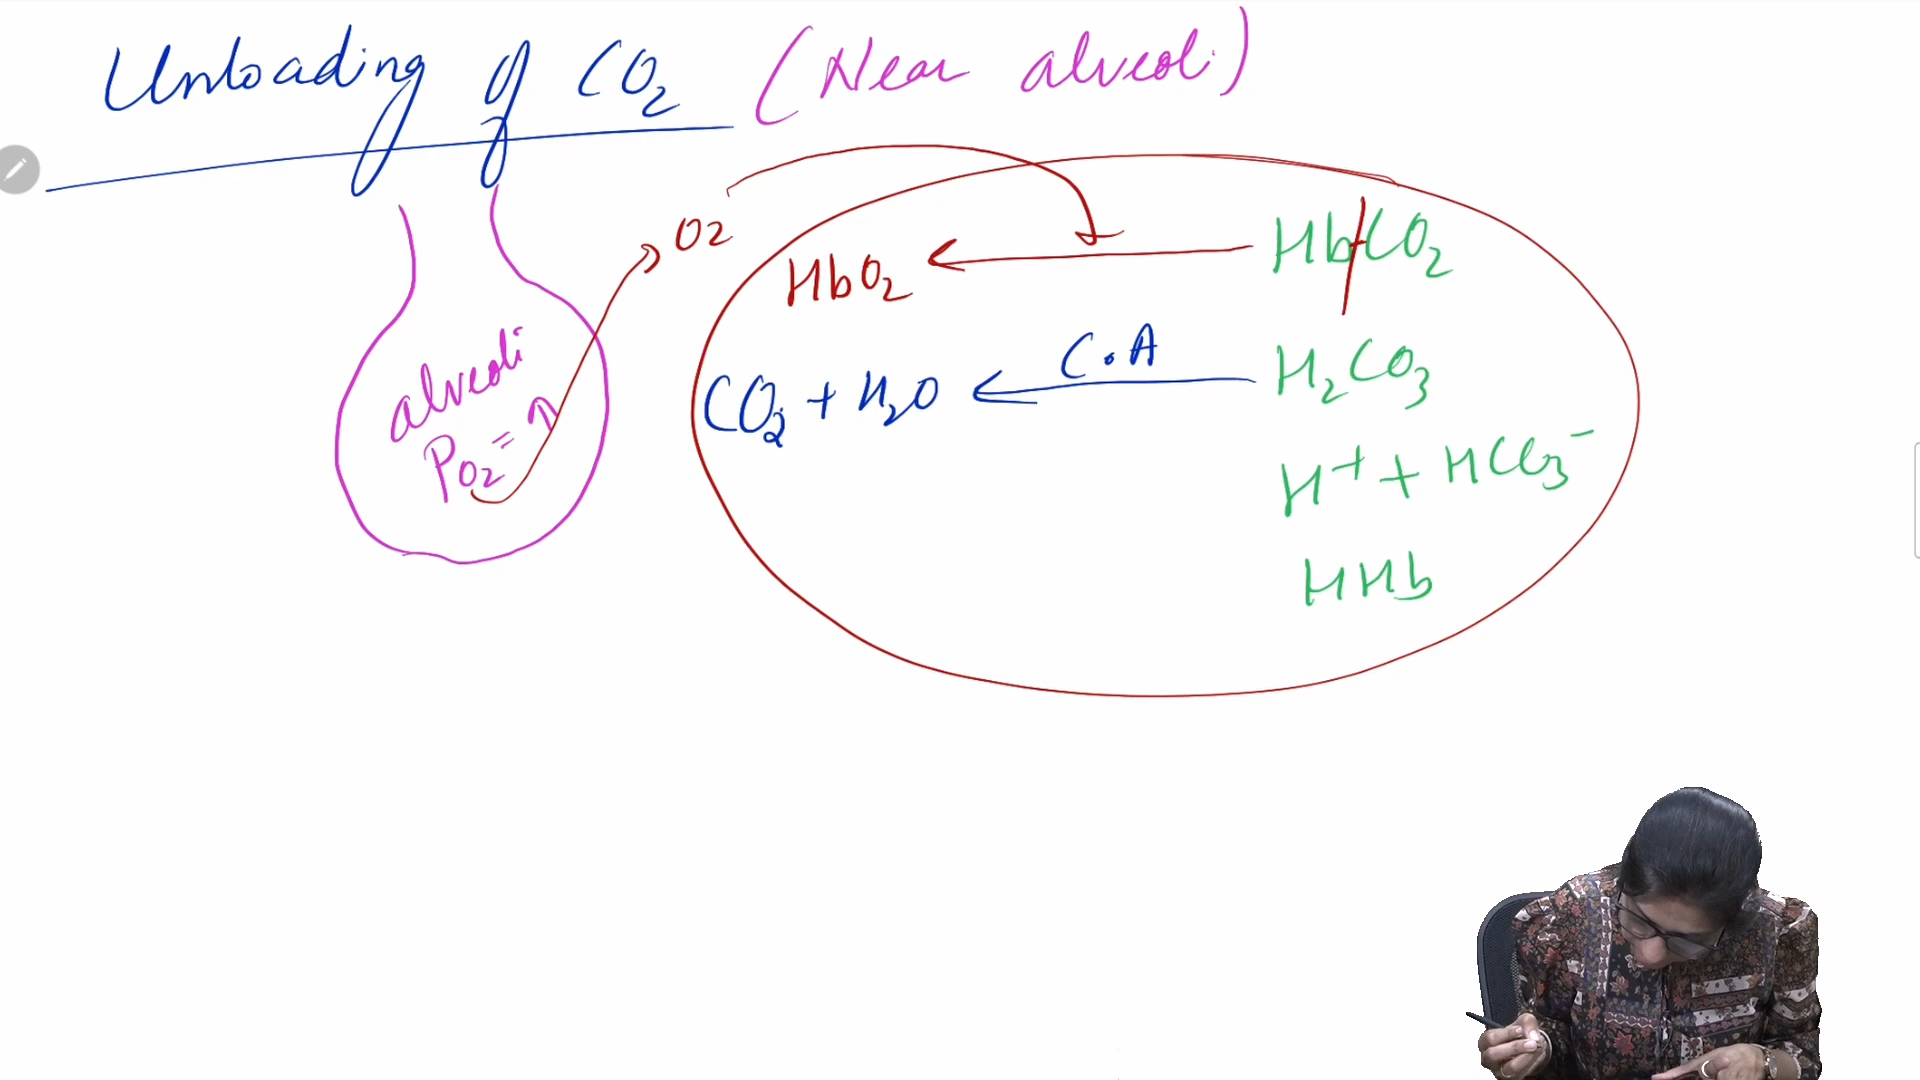 Unloading of CO2 (Near alveoli)
O2
HbO2 HbCO2
alveoli
PO2 = ↑
CO2 + H2O C.A H2CO3
H+ + HCO3-
HHb